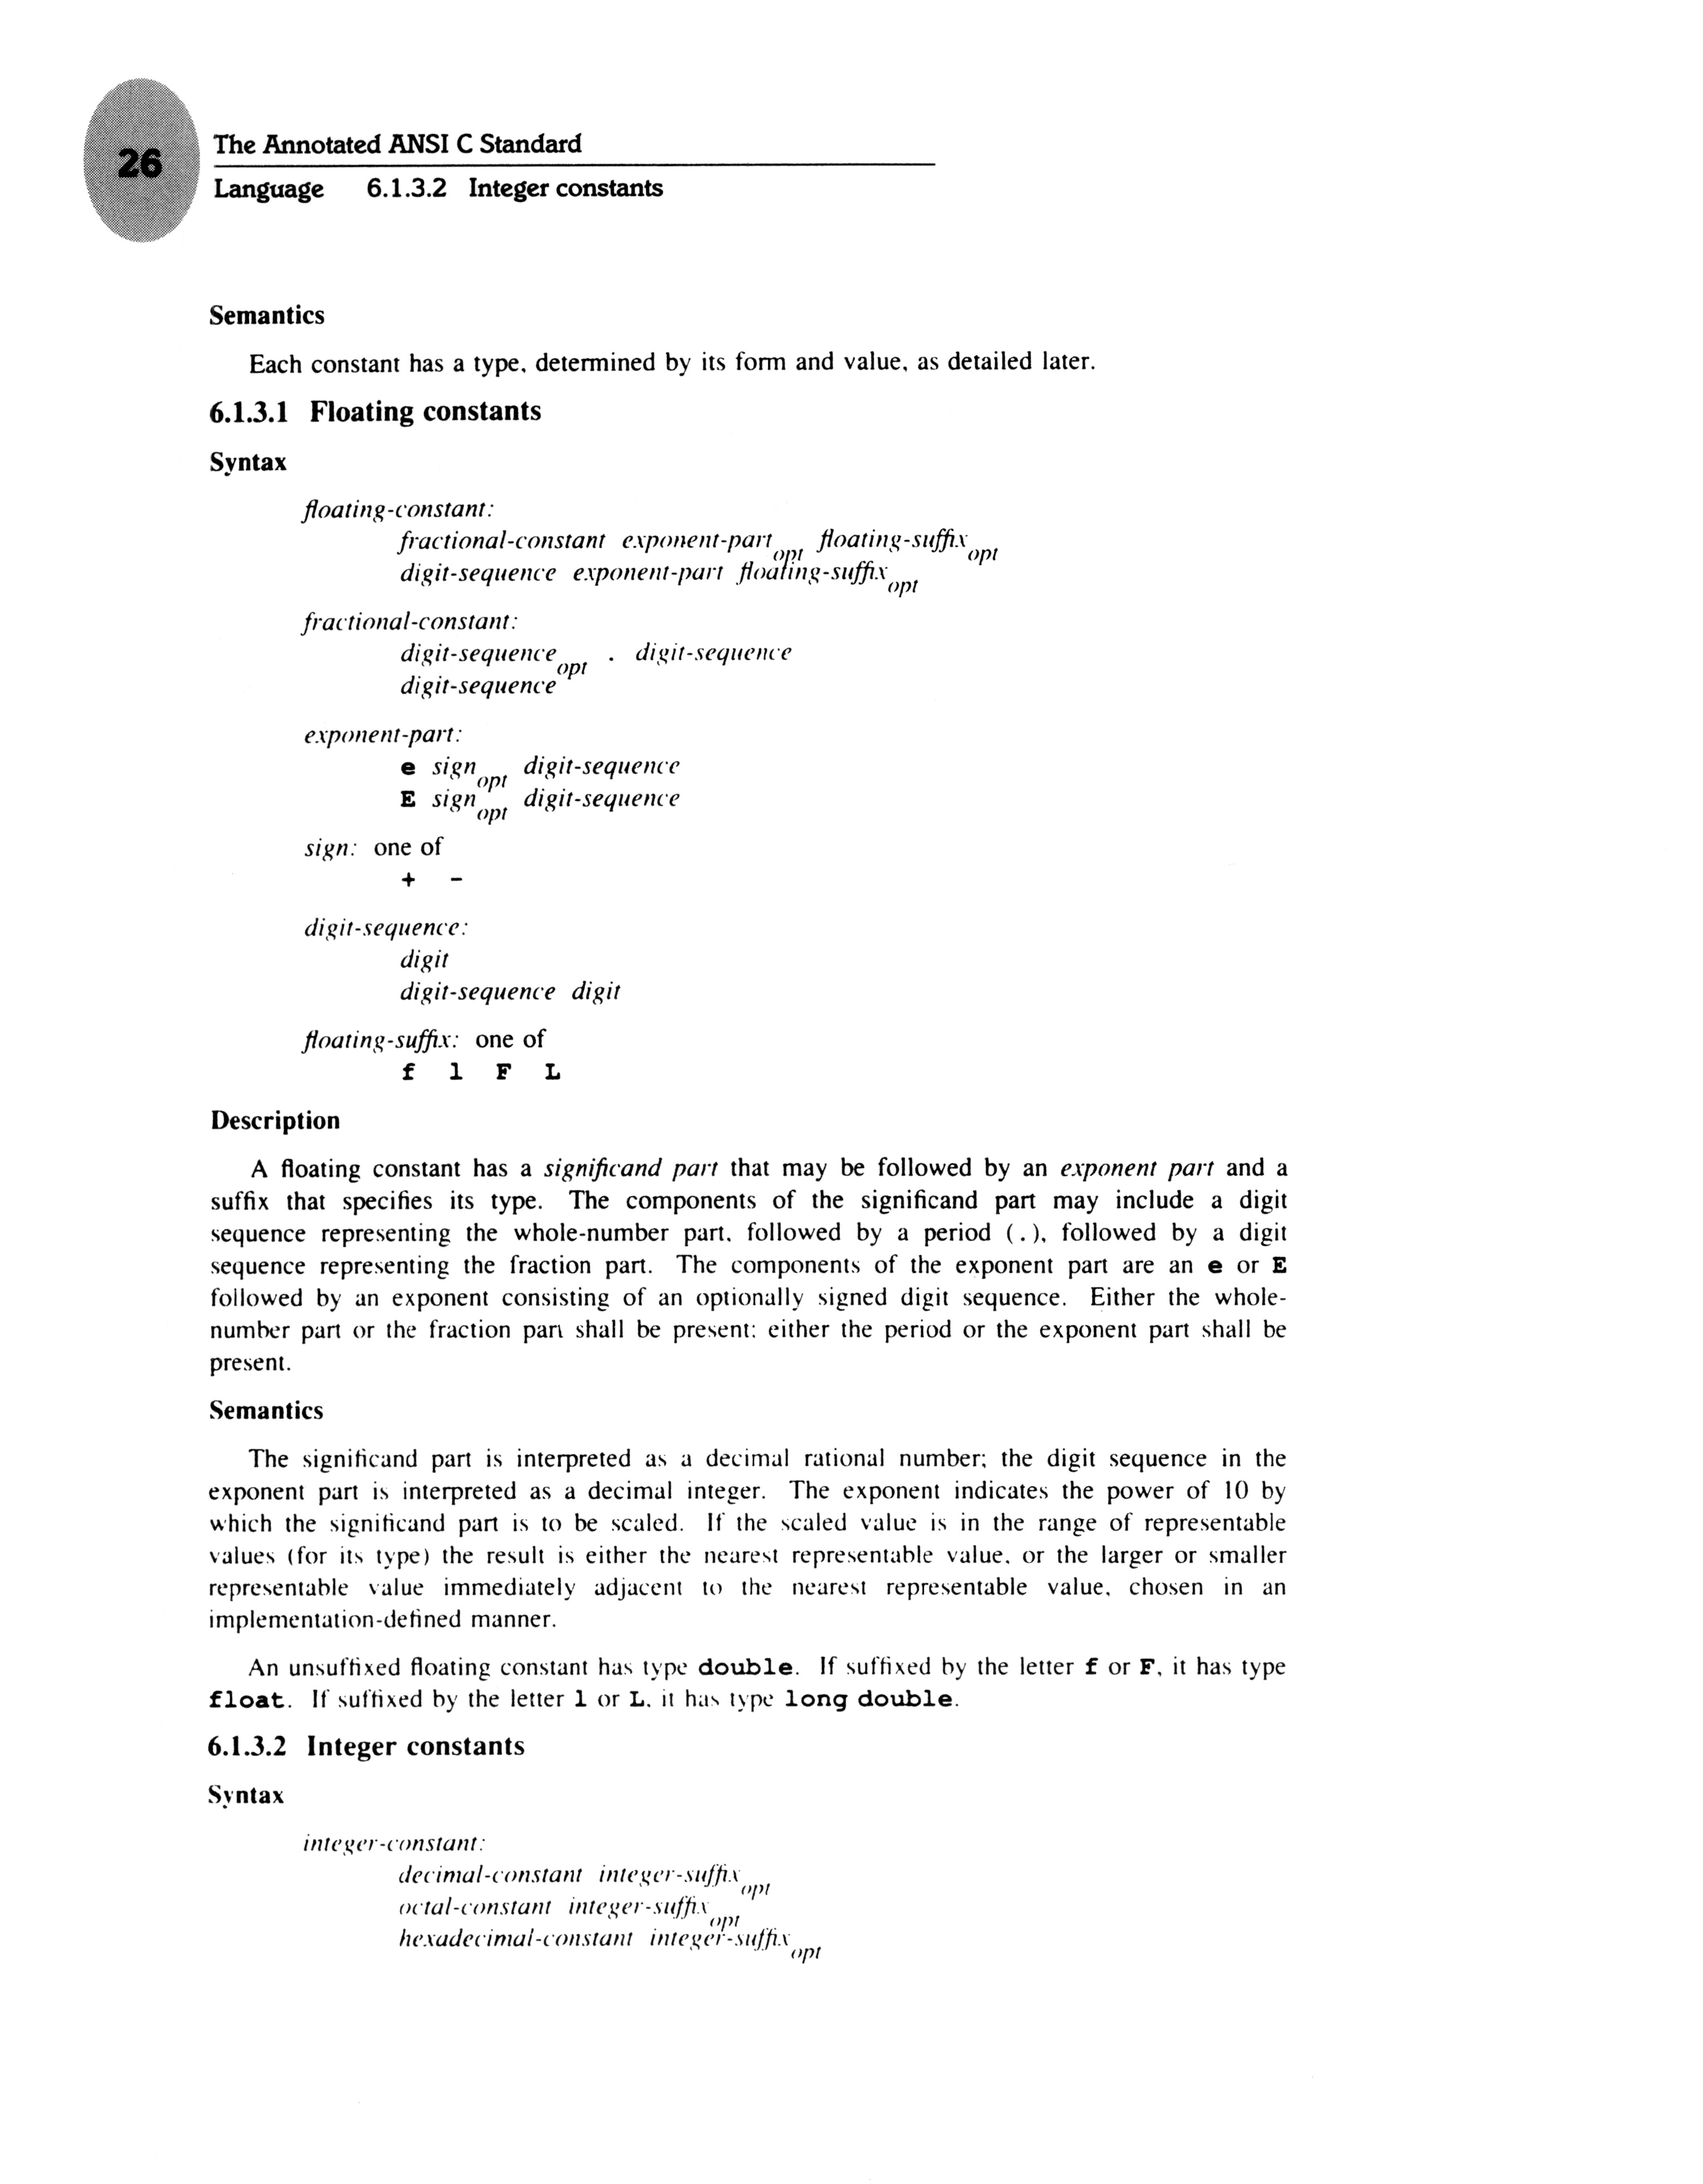 26
The Annotated ANSI C Standard
Language 6.1.3.2 Integer constants
Semantics
Each constant has a type, determined by its form and value, as detailed later.
6.1.3.1 Floating constants
Syntax
floating-constant:
fractional-constant exponent-part opt floating-suffix opt
digit-sequence exponent-part floating-suffix opt
fractional-constant:
digit-sequence opt . digit-sequence
digit-sequence
exponent-part:
e sign opt digit-sequence
E sign opt digit-sequence
sign: one of
+ -
digit-sequence:
digit
digit-sequence digit
floating-suffix: one of
f l F L
Description
A floating constant has a significand part that may be followed by an exponent part and a
suffix that specifies its type. The components of the significand part may include a digit
sequence representing the whole-number part, followed by a period (.), followed by a digit
sequence representing the fraction part. The components of the exponent part are an e or E
followed by an exponent consisting of an optionally signed digit sequence. Either the whole-
number part or the fraction part shall be present; either the period or the exponent part shall be
present.
Semantics
The significand part is interpreted as a decimal rational number; the digit sequence in the
exponent part is interpreted as a decimal integer. The exponent indicates the power of 10 by
which the significand part is to be scaled. If the scaled value is in the range of representable
values (for its type) the result is either the nearest representable value, or the larger or smaller
representable value immediately adjacent to the nearest representable value, chosen in an
implementation-defined manner.
An unsuffixed floating constant has type double. If suffixed by the letter f or F, it has type
float. If suffixed by the letter l or L, it has type long double.
6.1.3.2 Integer constants
Syntax
integer-constant:
decimal-constant integer-suffix opt
octal-constant integer-suffix opt
hexadecimal-constant integer-suffix opt